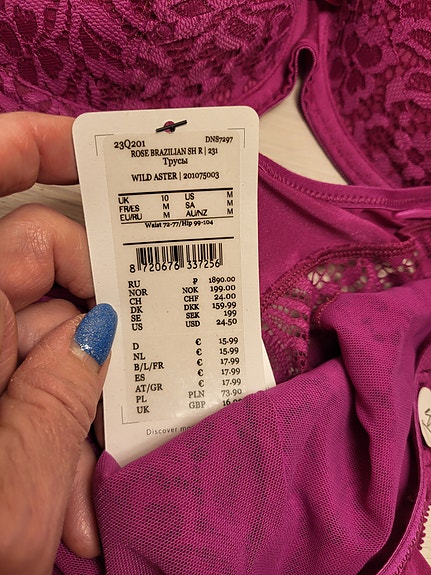 23Q201 DNS7297
ROSE BRAZILIAN SH R | 231
Трусы
WILD ASTER | 201075003
UK 10 US M
FR/ES M SA M
EU/RU M AU/NZ M
Waist 72-77/Hip 99-104
8 720676 337256
RU ₽ 1890.00
NOR NOK 199.00
CH CHF 24.00
DK DKK 159.99
SE SEK 199
US USD 24.50
D € 15.99
NL € 15.99
B/L/FR € 17.99
ES € 17.99
AT/GR € 17.99
PL PLN 73.90
UK GBP
Discover